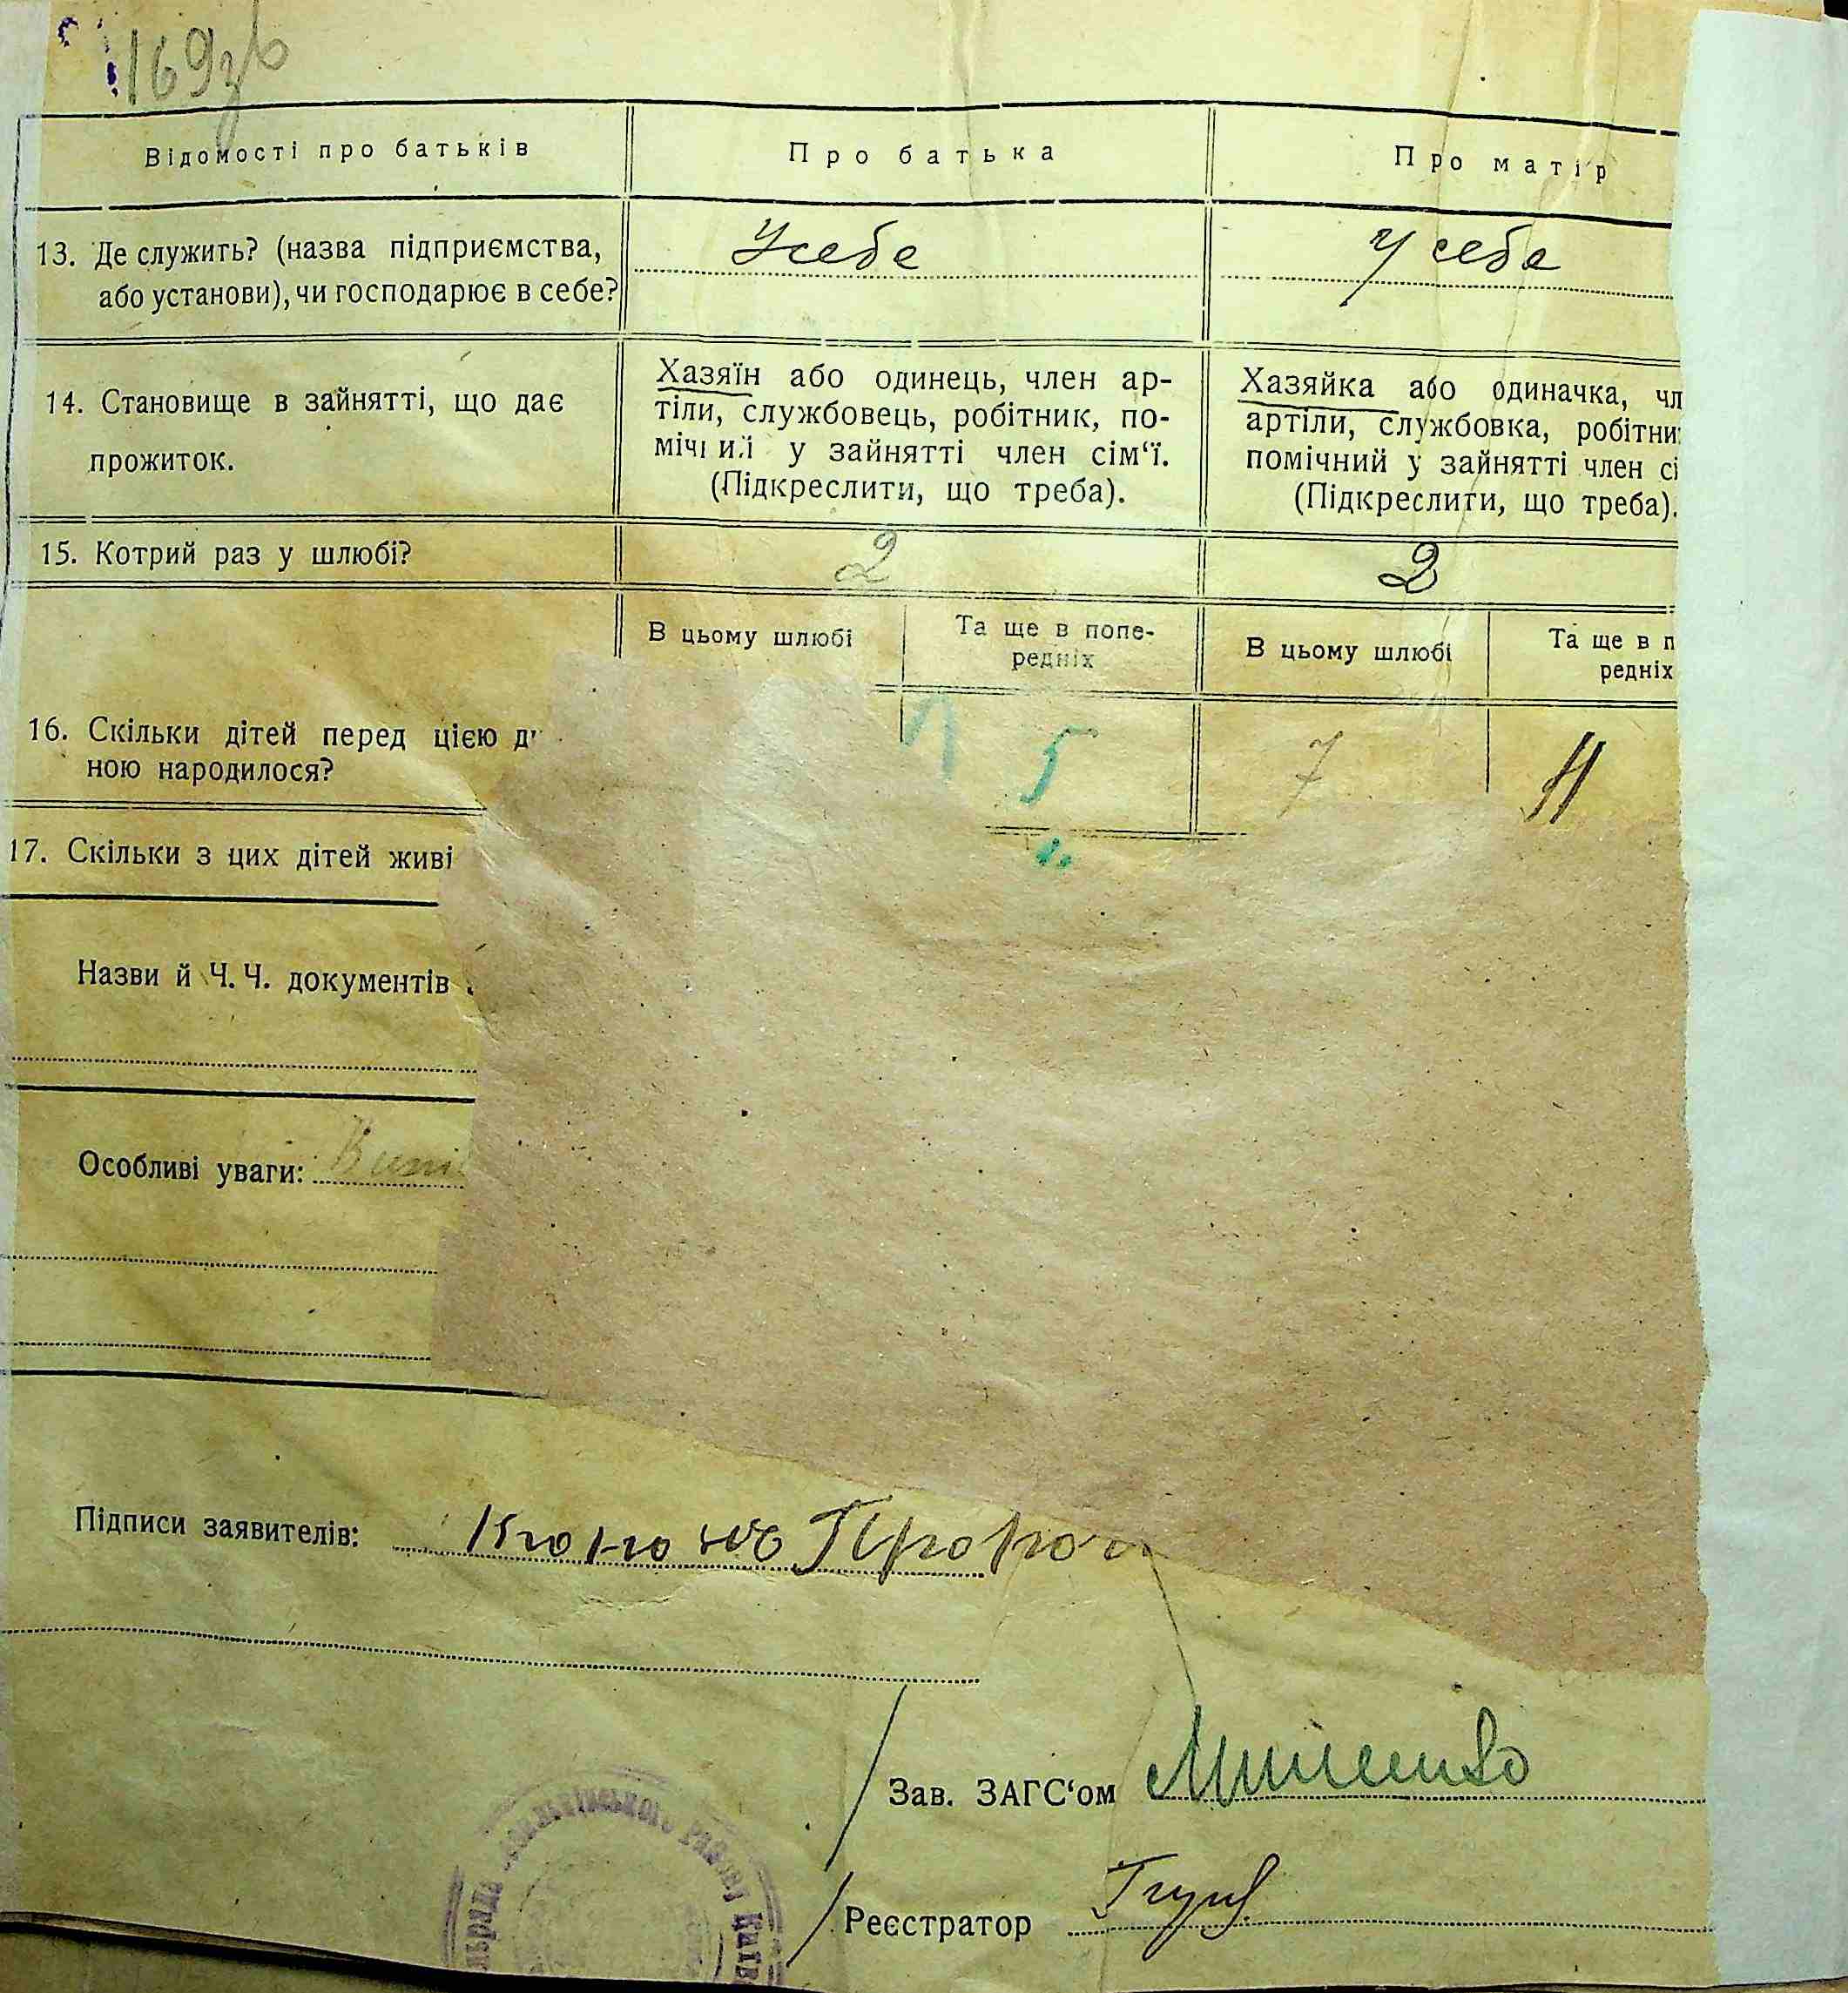 169зв
Відомості про батьків
Про батька
Про матір
13. Де служить? (назва підприємства,
або установи), чи господарює в себе?
У себе
У себе
14. Становище в зайнятті, що дає
прожиток.
Хазяїн або одинець, член ар-
тіли, службовець, робітник, по-
у зайнятті член сім‘ї.
(Підкреслити, що треба).
Хазяйка або одиначка, чл
артіли, службовка, робітни
помічний у зайнятті член сі
(Підкреслити, що треба).
15. Котрий раз у шлюбі?
2
2
В цьому шлюбі
Та ще в попе-
редніх
В цьому шлюбі
Та ще в п
редніх
16. Скільки дітей перед цією д
ною народилося?
5
7
17. Скільки з цих дітей живі
Назви й Ч. Ч. документів
Особливі уваги:
Підписи заявителів:
Зав. ЗАГС‘ом
Реєстратор